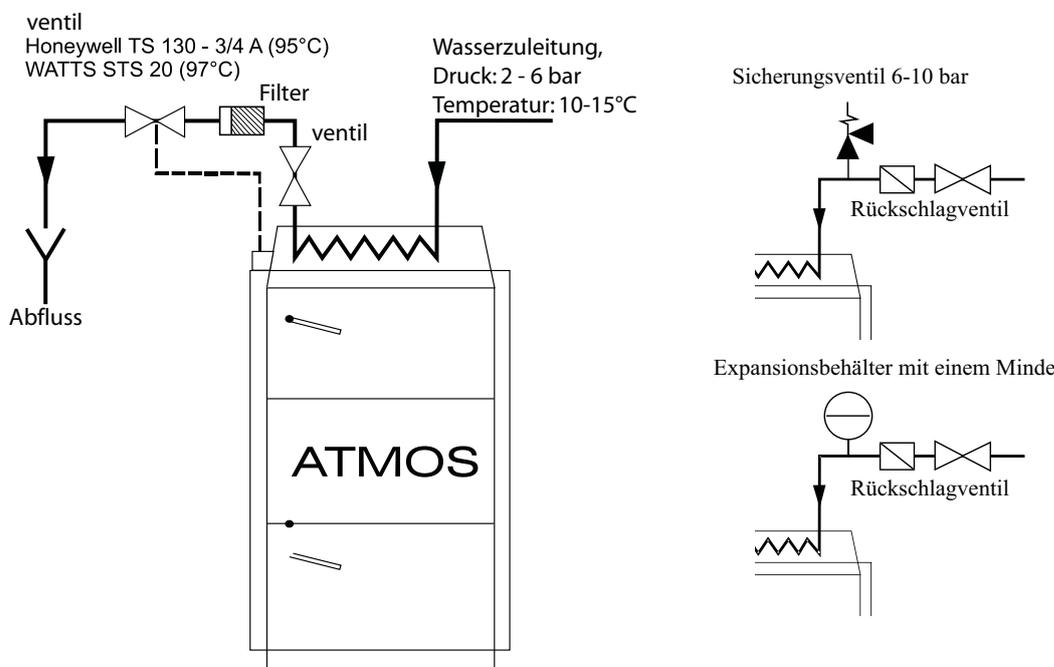 ventil
Honeywell TS 130 - 3/4 A (95°C)
WATTS STS 20 (97°C)
Filter
ventil
Wasserzuleitung,
Druck: 2 - 6 bar
Temperatur: 10-15°C
Abfluss
ATMOS
Sicherungsventil 6-10 bar
Rückschlagventil
Expansionsbehälter mit einem Minde
Rückschlagventil